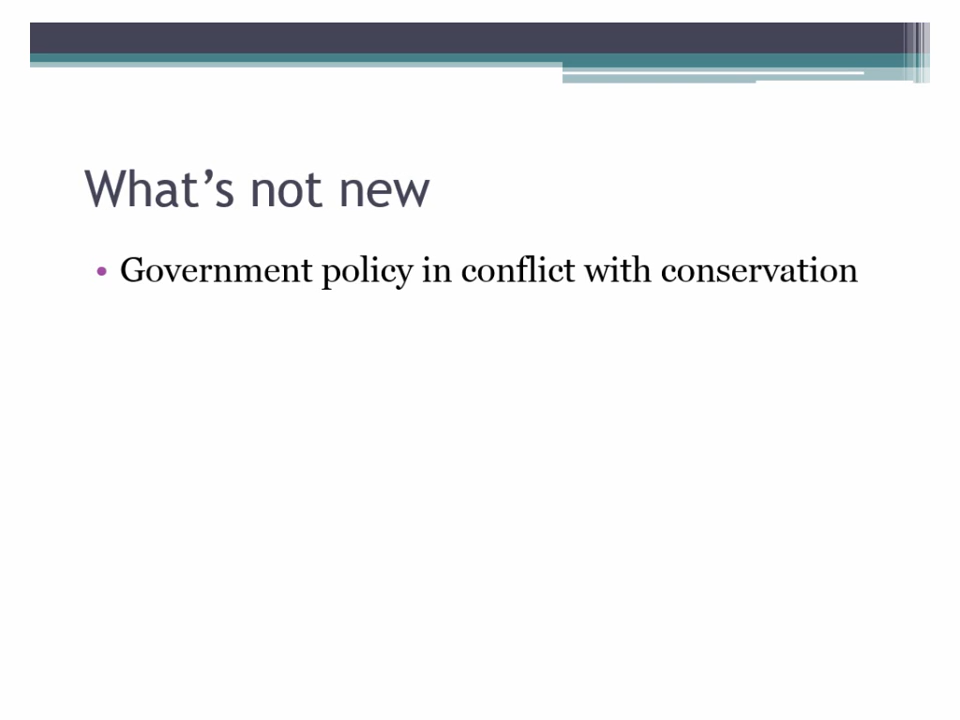 What’s not new
• Government policy in conflict with conservation